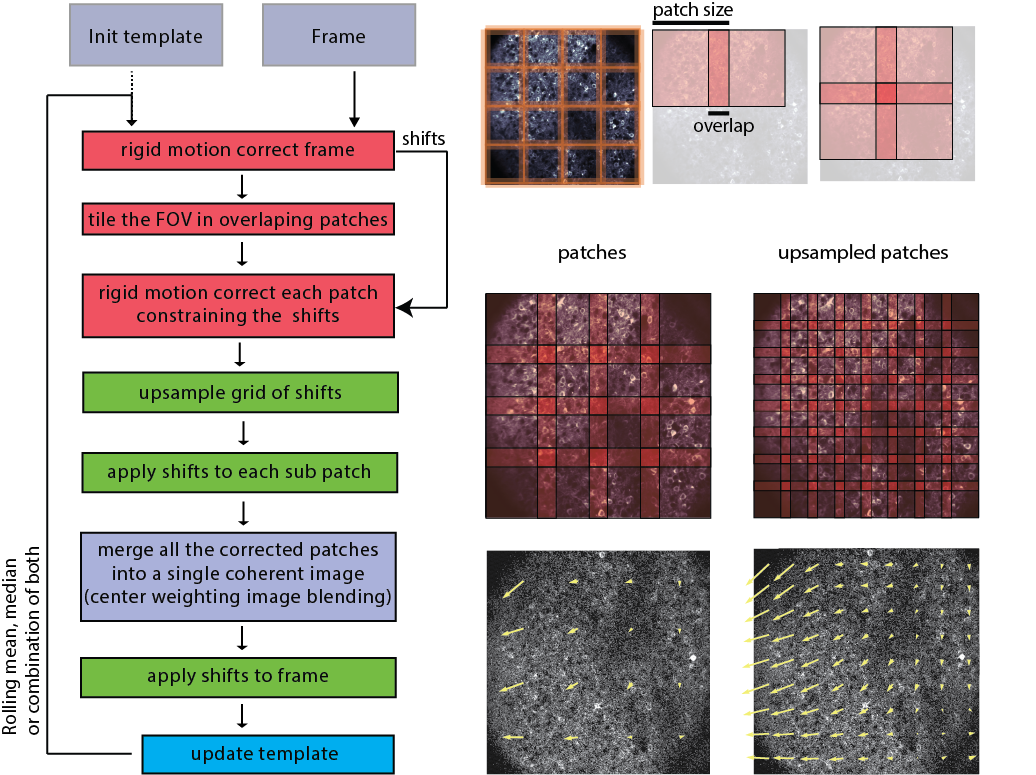 Init template
Frame
shifts
rigid motion correct frame
tile the FOV in overlaping patches
rigid motion correct each patch
constraining the shifts
upsample grid of shifts
apply shifts to each sub patch
merge all the corrected patches
into a single coherent image
(center weighting image blending)
apply shifts to frame
update template
Rolling mean, median
or combination of both
patch size
overlap
patches
upsampled patches